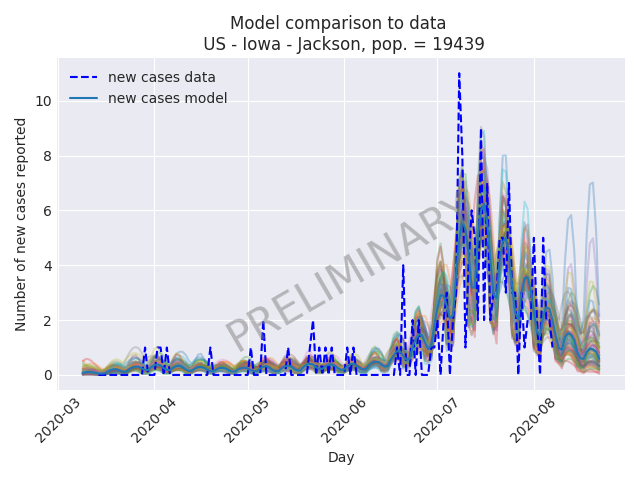 Model comparison to data
US - Iowa - Jackson, pop. = 19439
new cases data
new cases model
PRELIMINARY
Number of new cases reported
10
8
6
4
2
0
2020-03
2020-04
2020-05
2020-06
2020-07
2020-08
Day